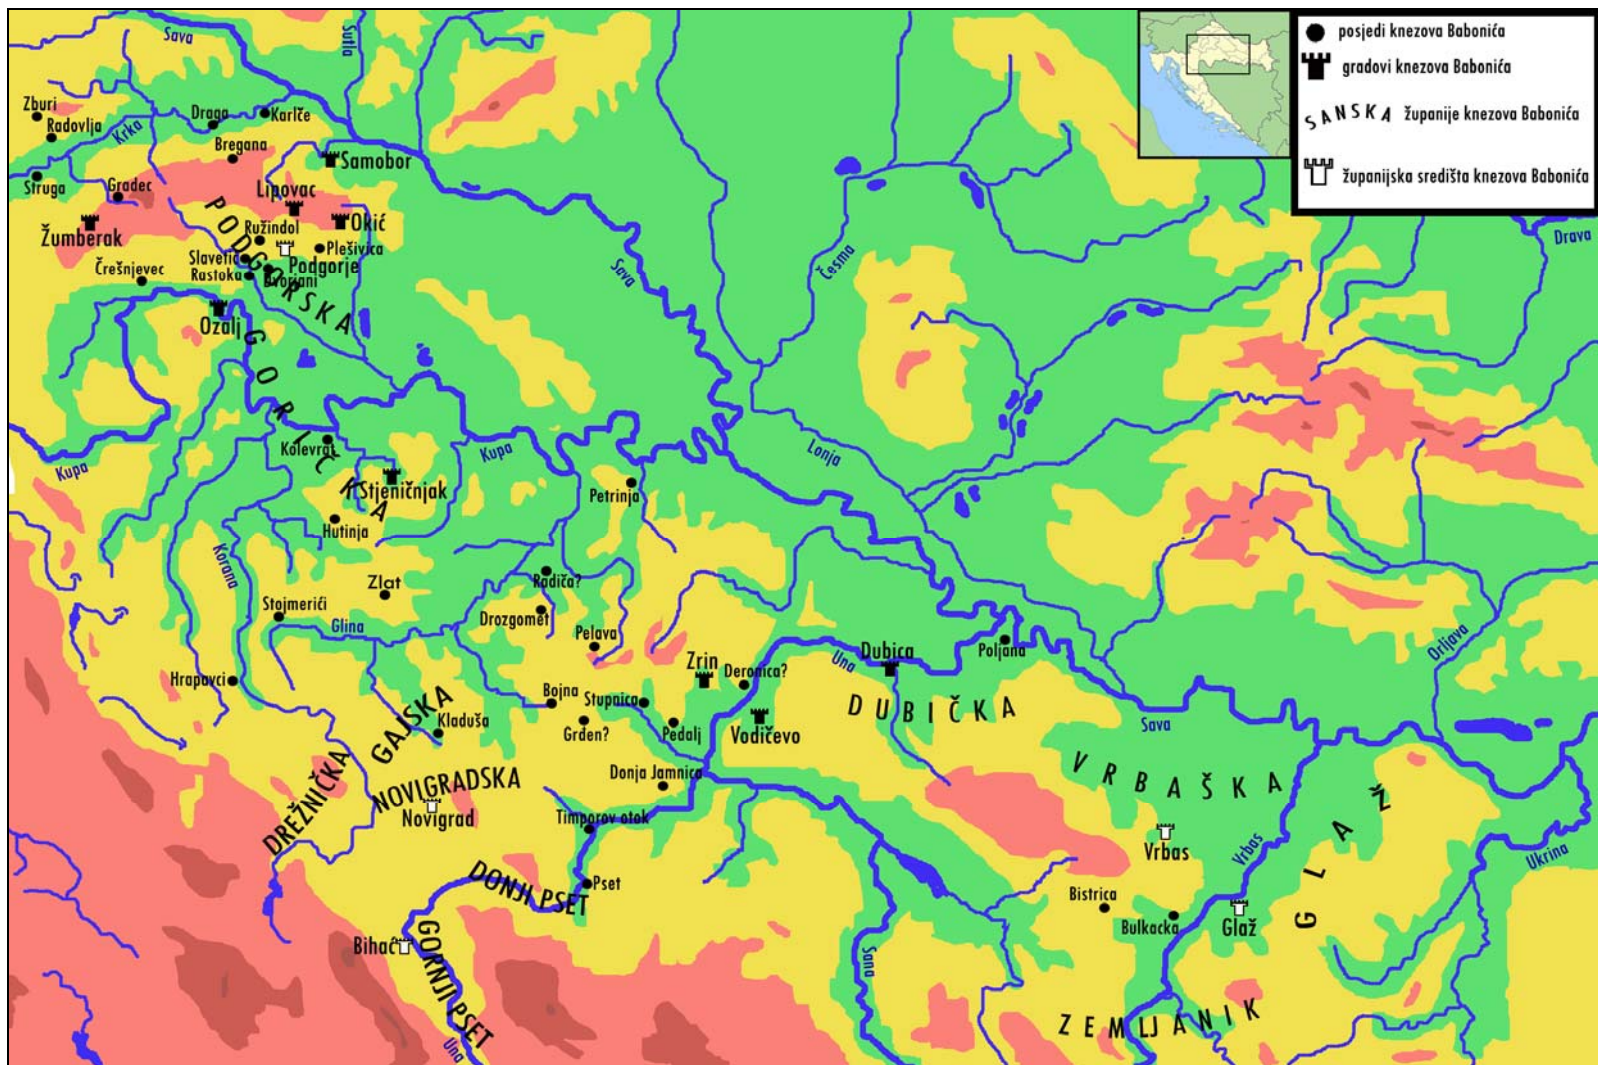 posjedi knezova Babonića
gradovi knezova Babonića
SANSKA
županije knezova Babonića
županijska središta knezova Babonića
Sava
Sutla
Zburi
Radovlja
Krka
Draga
Karlče
Bregana
Samobor
Struga
Gradec
Lipovac
Žumberak
PODGORSKA
Ružindol
Okić
Plešivica
Slavetić
Podgorje
Rastoka
Dvorjani
Črešnjevec
Ozalj
GORIČKA
Sava
Česma
Drava
Kolevrat
Kupa
Kupa
Stjeničnjak
Lonja
Petrinja
Hutinja
Korana
Zlat
Radiča?
Stojmerići
Glina
Drozgomet
Pelava
Hrapavci
Zrin
Deronica?
Una
Dubica
Poljana
Orljava
GAJSKA
Kladuša
Bojna
Stupnica
Grđen?
Pedalj
Vodičevo
DUBIČKA
Sava
DREŽNIČKA
NOVIGRADSKA
Novigrad
Donja Jamnica
Timporov otok
VRBAŠKA
Vrbas
Vrbas
GLAŽ
Ukrina
DONJI PSET
Pset
Bihać
GORNJI PSET
Una
Sana
Bistrica
Bulkacka
Glaž
ZEMLJANIK